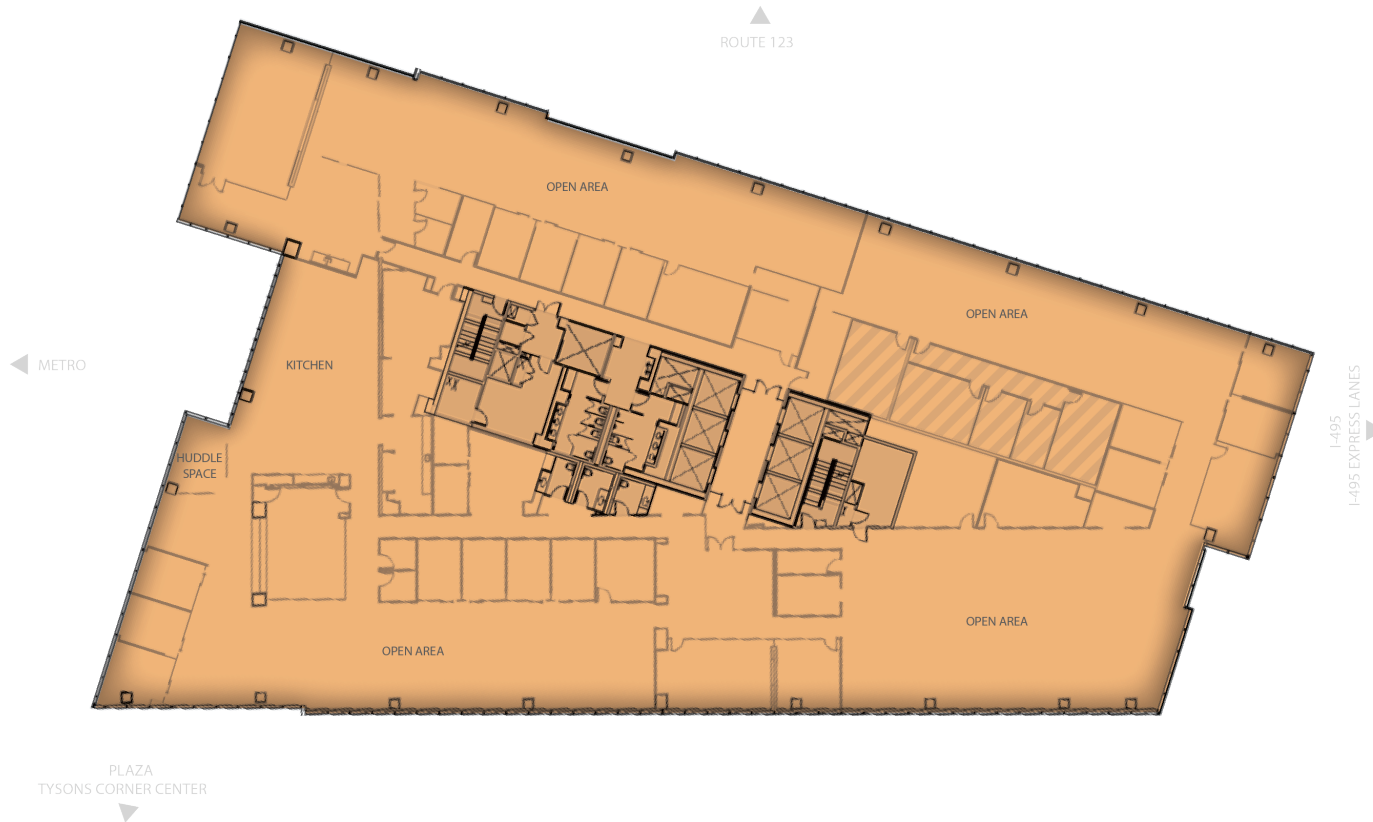 ROUTE 123
OPEN AREA
OPEN AREA
METRO
KITCHEN
I-495
I-495 EXPRESS LANES
HUDDLE
SPACE
OPEN AREA
OPEN AREA
PLAZA
TYSONS CORNER CENTER